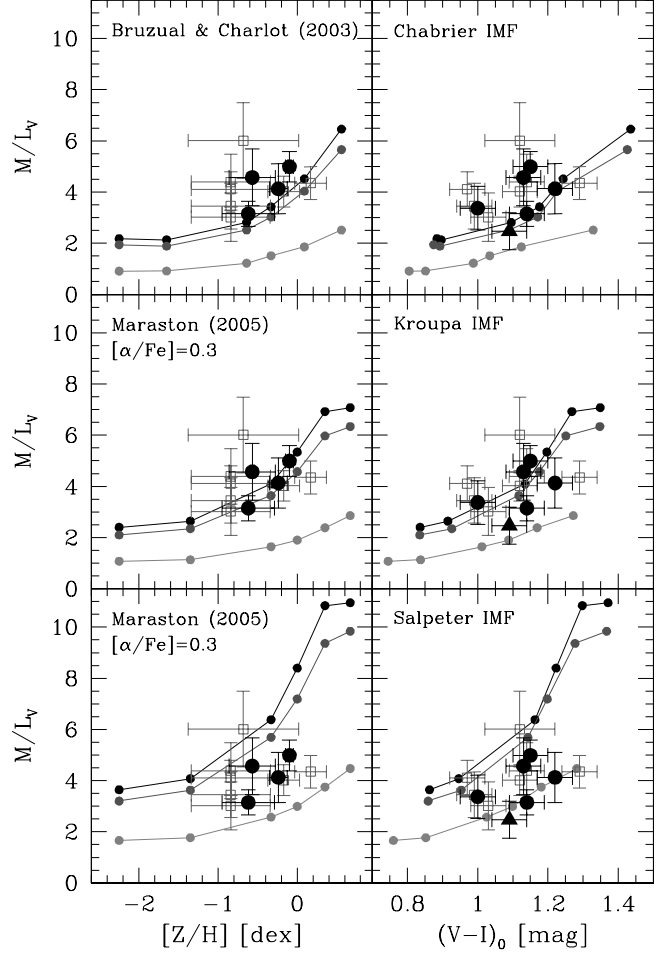 Bruzual & Charlot (2003)
Chabrier IMF
M/L_V
10
8
6
4
2
0
Maraston (2005)
[α/Fe]=0.3
Kroupa IMF
M/L_V
10
8
6
4
2
0
Maraston (2005)
[α/Fe]=0.3
Salpeter IMF
M/L_V
10
8
6
4
2
0
−2 −1 0
0.8 1 1.2 1.4
[Z/H] [dex]
(V−I)₀ [mag]